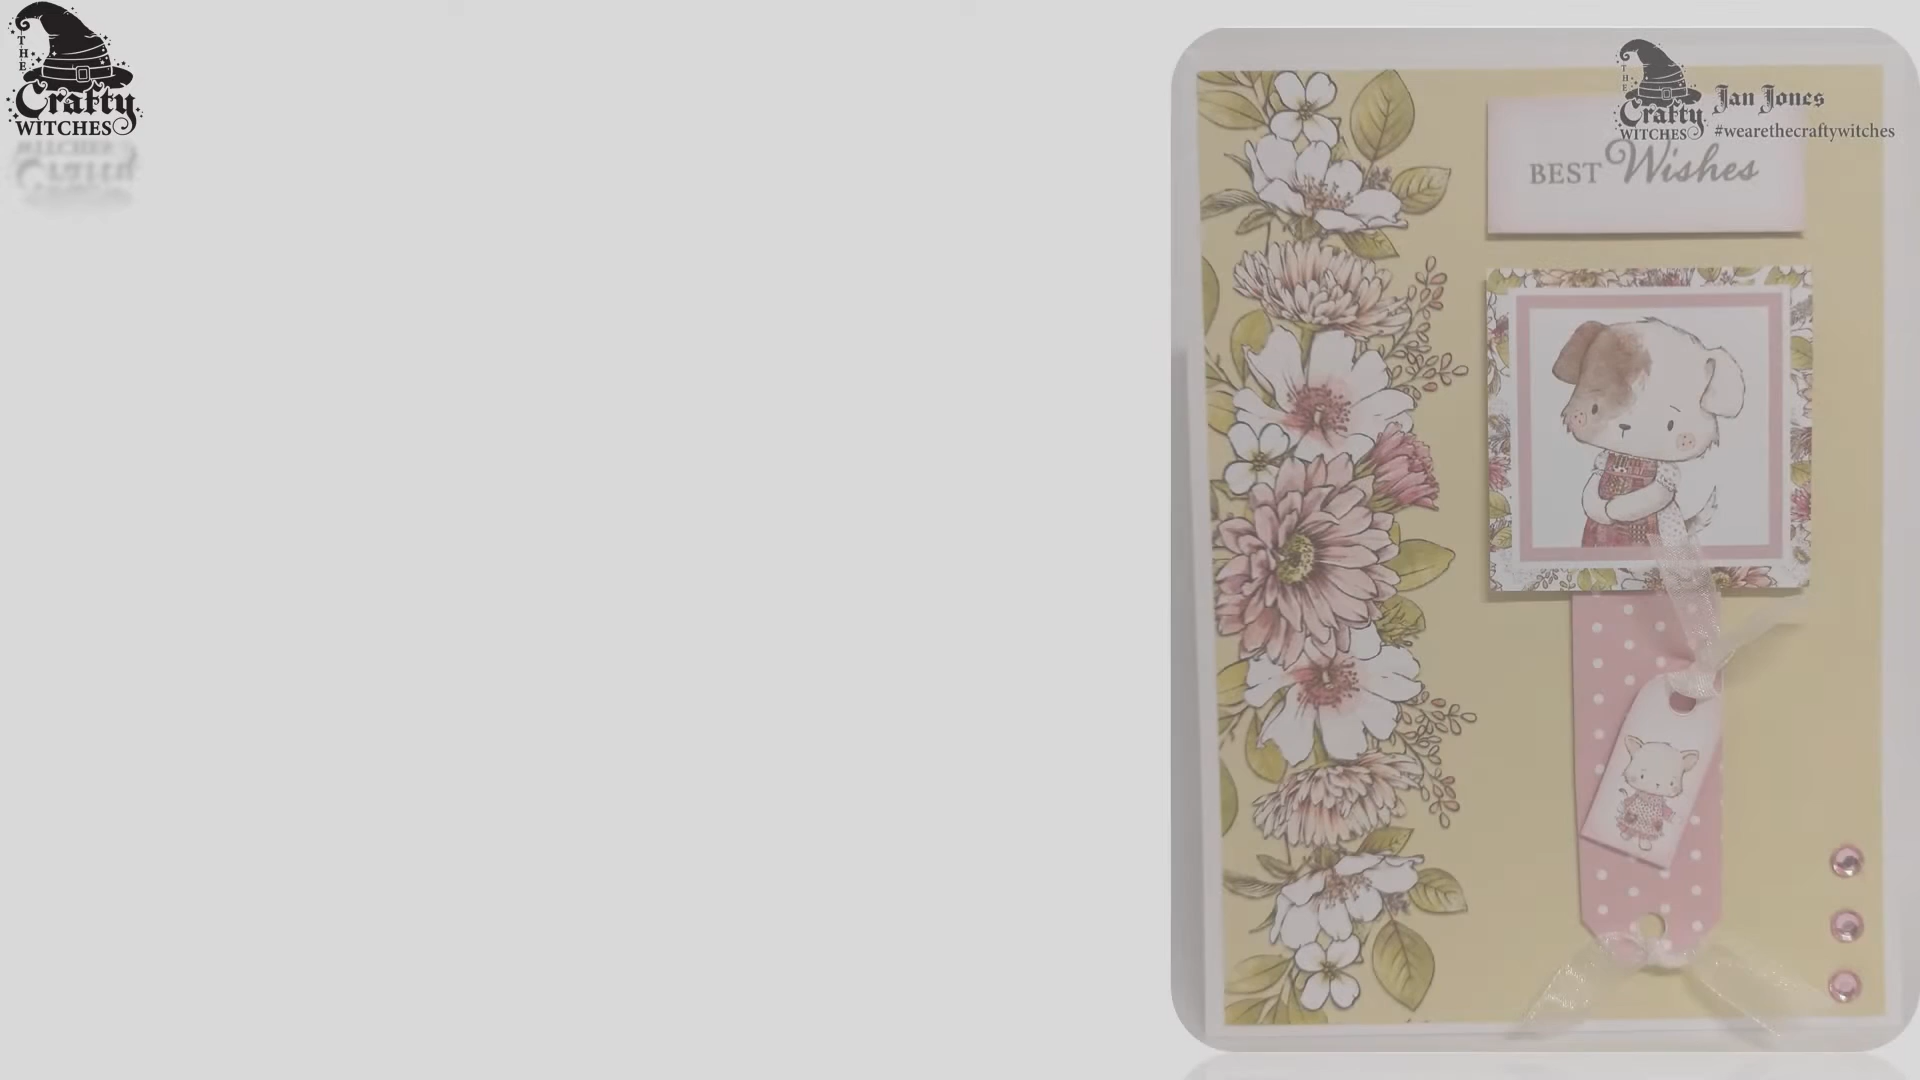 THE
Crafty
WITCHES
THE
Crafty
WITCHES
Jan Jones
#wearethecraftywitches
BEST Wishes